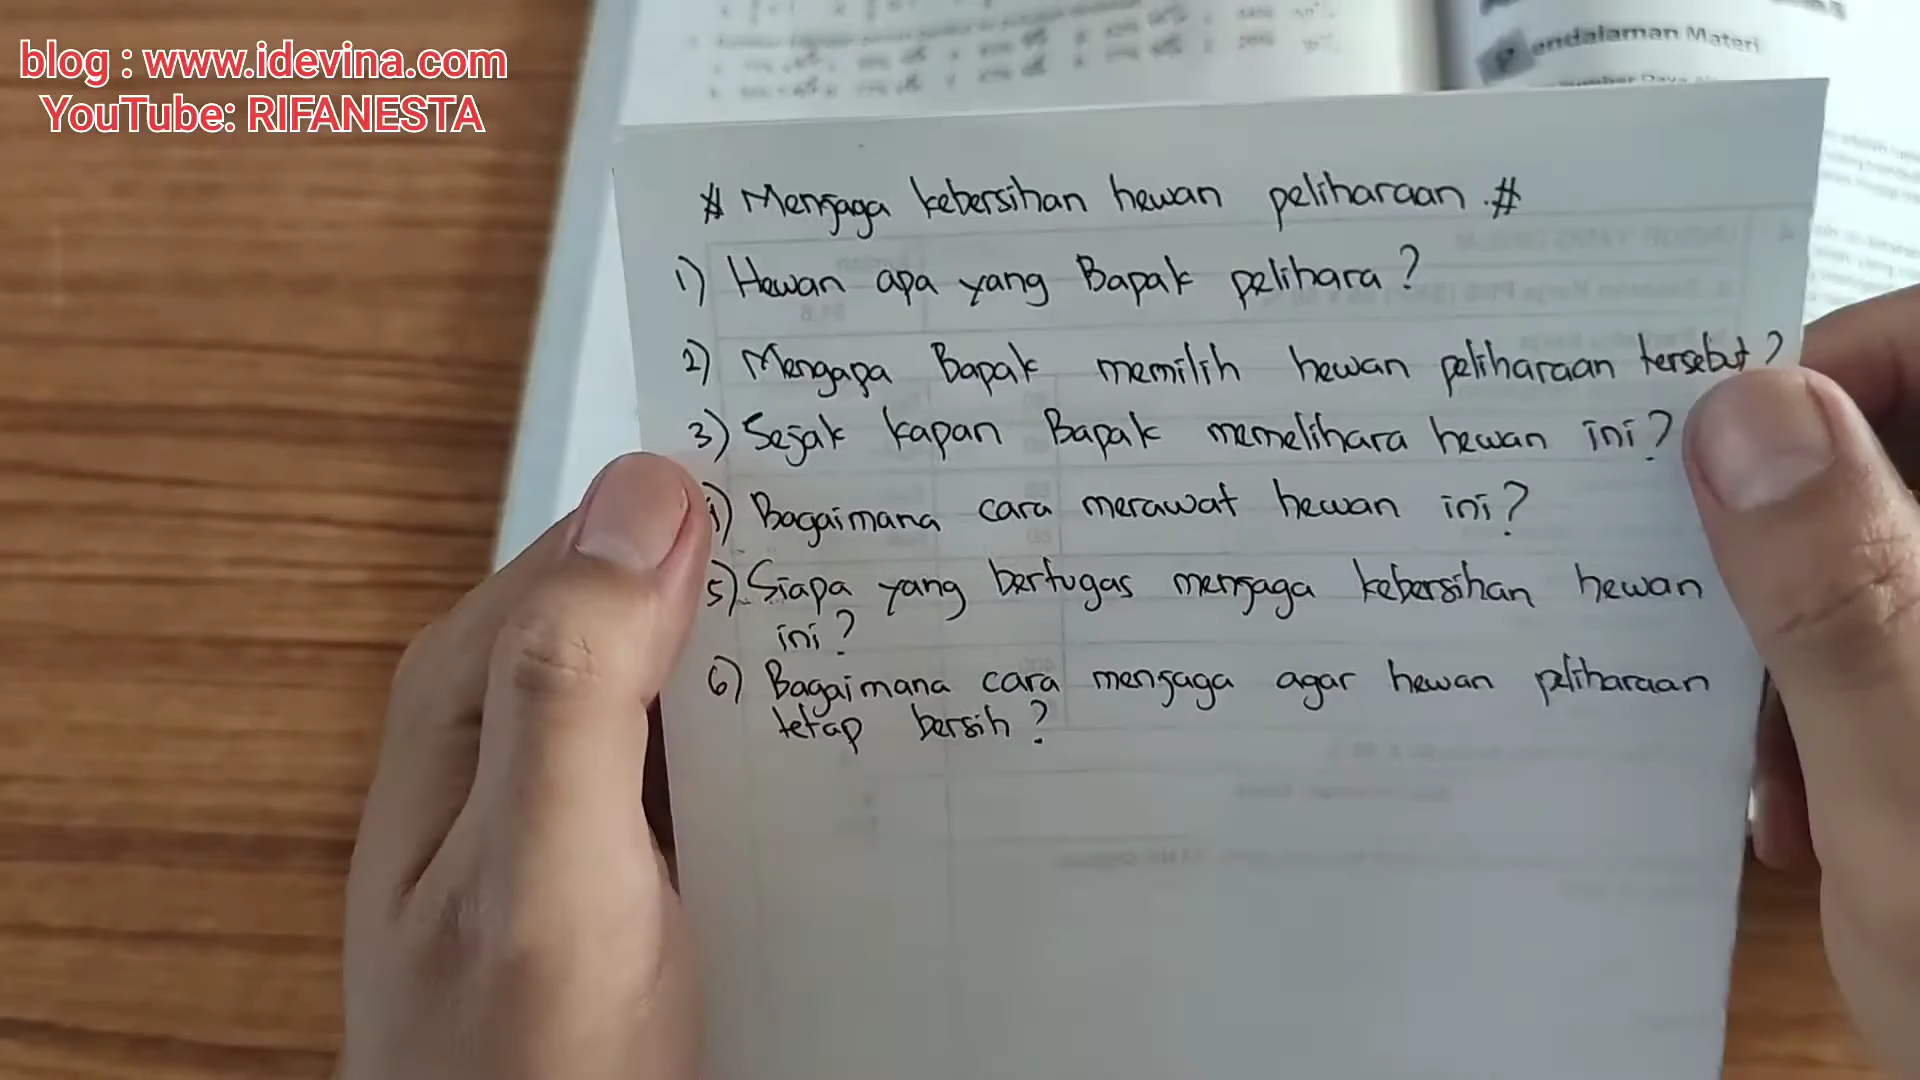 blog : www.idevina.com
YouTube: RIFANESTA
endalaman Materi
# Menjaga kebersihan hewan peliharaan.#
1) Hewan apa yang Bapak pelihara?
2) Mengapa Bapak memilih hewan peliharaan tersebut?
3) Sejak kapan Bapak memelihara hewan ini?
4) Bagaimana cara merawat hewan ini?
5) Siapa yang bertugas menjaga kebersihan hewan
ini?
6) Bagaimana cara menjaga agar hewan peliharaan
tetap bersih?